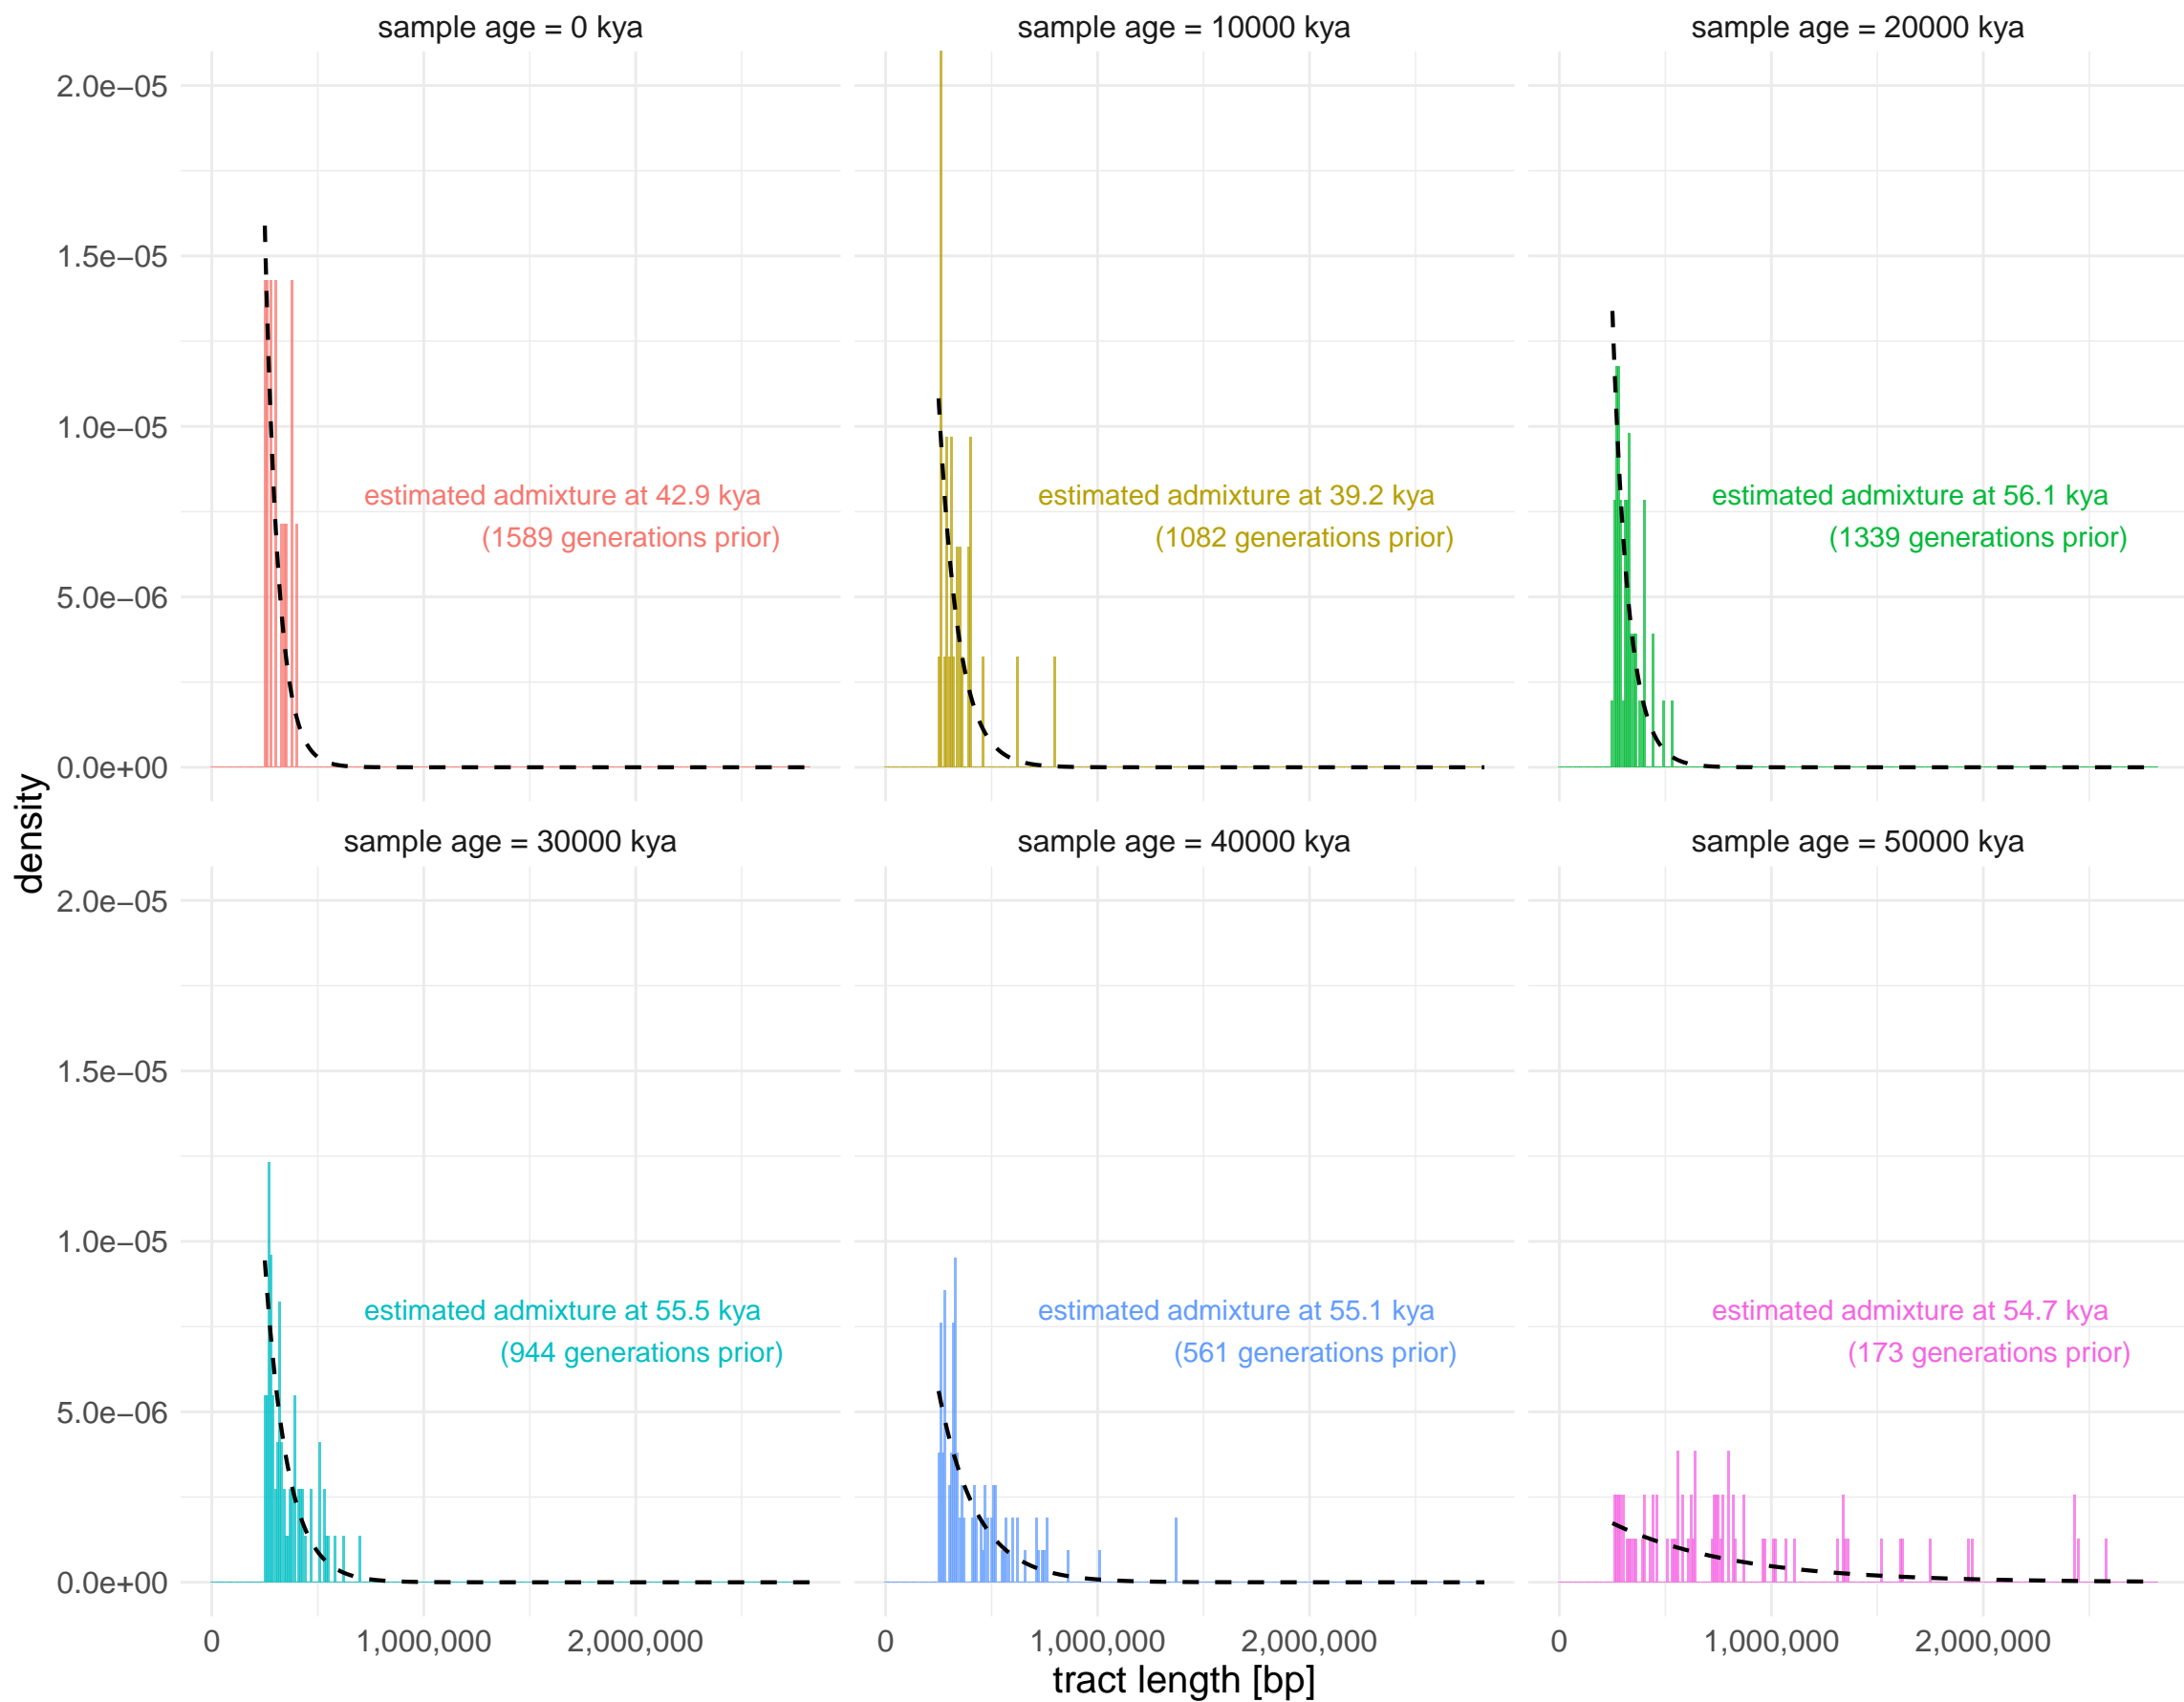 sample age = 0 kya
sample age = 10000 kya
sample age = 20000 kya
2.0e−05
1.5e−05
1.0e−05
5.0e−06
0.0e+00
estimated admixture at 42.9 kya
(1589 generations prior)
estimated admixture at 39.2 kya
(1082 generations prior)
estimated admixture at 56.1 kya
(1339 generations prior)
density
sample age = 30000 kya
sample age = 40000 kya
sample age = 50000 kya
2.0e−05
1.5e−05
1.0e−05
5.0e−06
0.0e+00
estimated admixture at 55.5 kya
(944 generations prior)
estimated admixture at 55.1 kya
(561 generations prior)
estimated admixture at 54.7 kya
(173 generations prior)
0 1,000,000 2,000,000
0 1,000,000 2,000,000
0 1,000,000 2,000,000
tract length [bp]